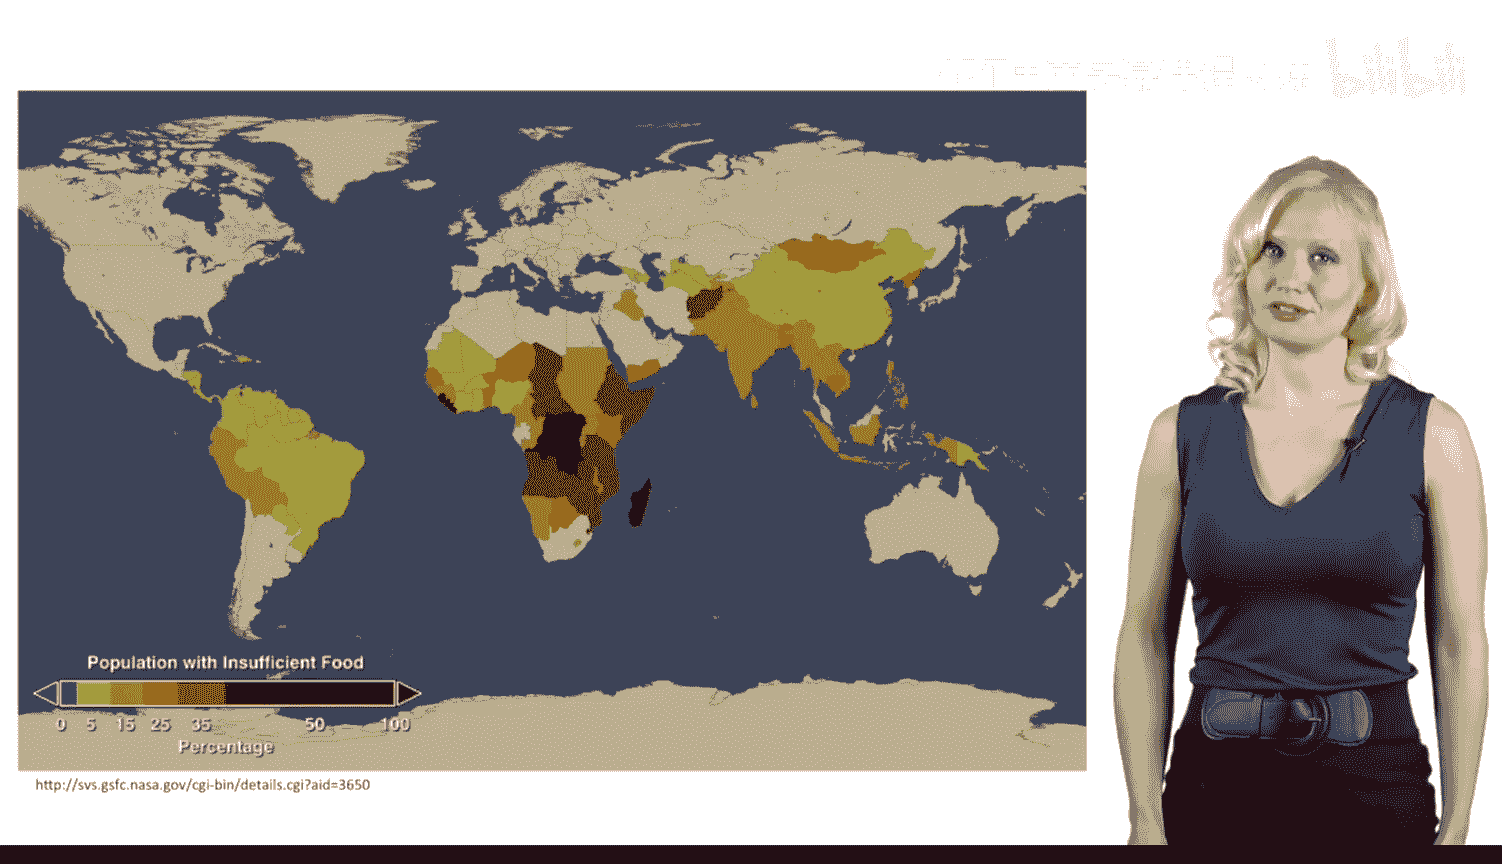 bilibili
Population with Insufficient Food
0 5 15 25 35 50 100
Percentage
http://svs.gsfc.nasa.gov/cgi-bin/details.cgi?aid=3650